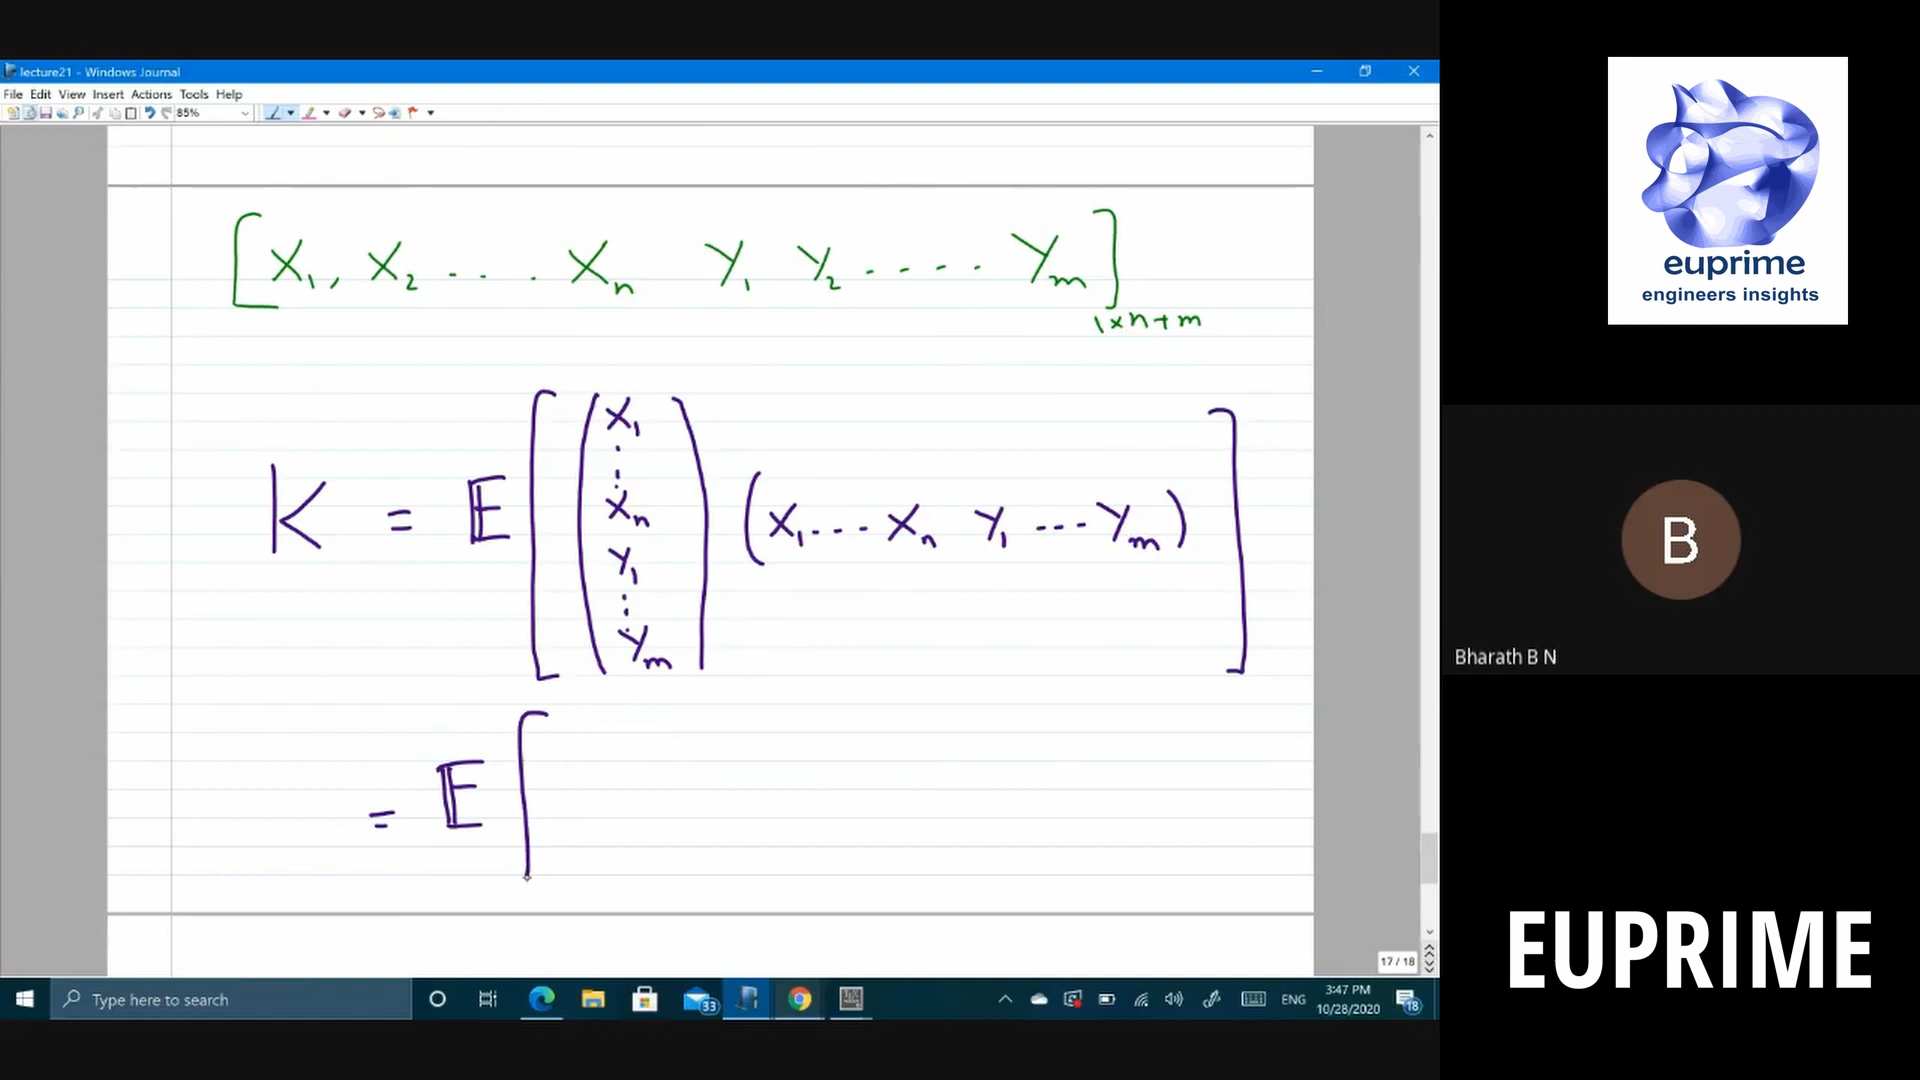 lecture21 - Windows Journal
File Edit View Insert Actions Tools Help
85%
[X₁, X₂ . . . . Xₙ Y₁ Y₂ . . . . . Yₘ] 1×n+m
K = 𝔼 [ ( X₁ ⋮ Xₙ Y₁ ⋮ Yₘ ) ( X₁ . . . . Xₙ Y₁ . . . Yₘ ) ]
= 𝔼 [
17 / 18
Type here to search
33
ENG
3:47 PM
10/28/2020
18
euprime
engineers insights
B
Bharath B N
EUPRIME